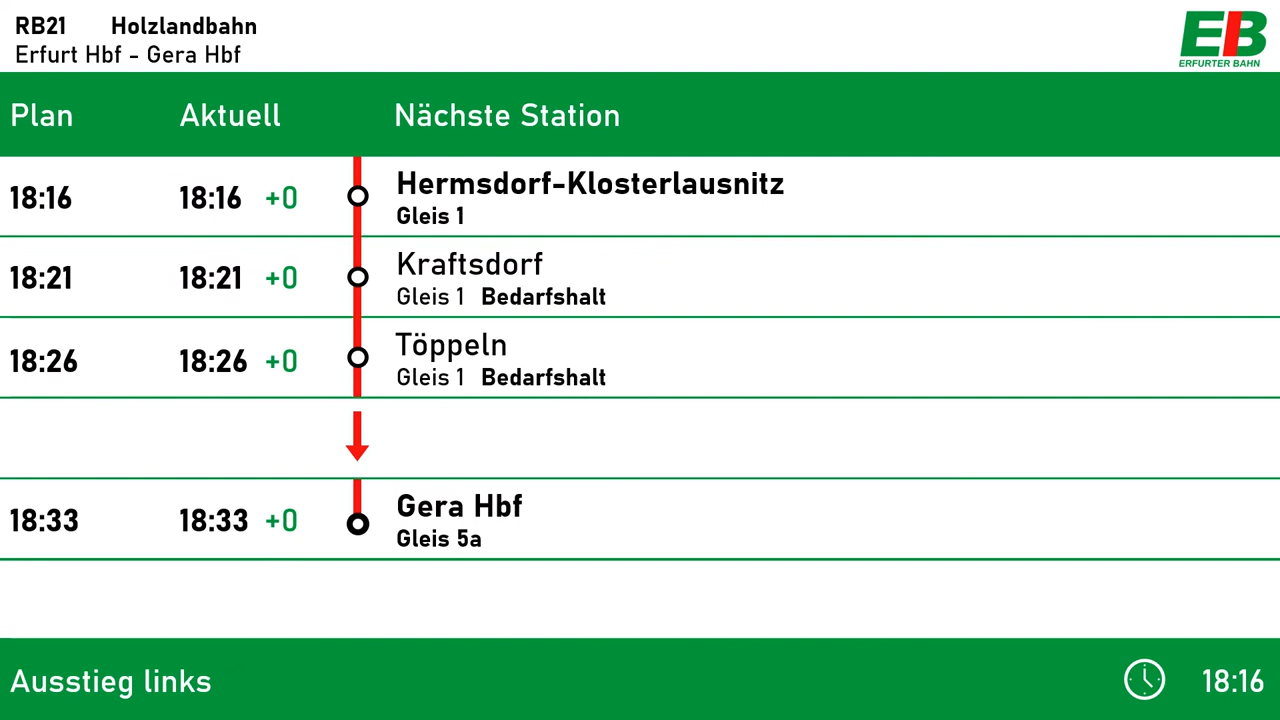 RB21 Holzlandbahn
Erfurt Hbf - Gera Hbf
EB
ERFURTER BAHN
Plan Aktuell Nächste Station
18:16 18:16 +0 Hermsdorf-Klosterlausnitz
Gleis 1
18:21 18:21 +0 Kraftsdorf
Gleis 1 Bedarfshalt
18:26 18:26 +0 Töppeln
Gleis 1 Bedarfshalt
18:33 18:33 +0 Gera Hbf
Gleis 5a
Ausstieg links 18:16